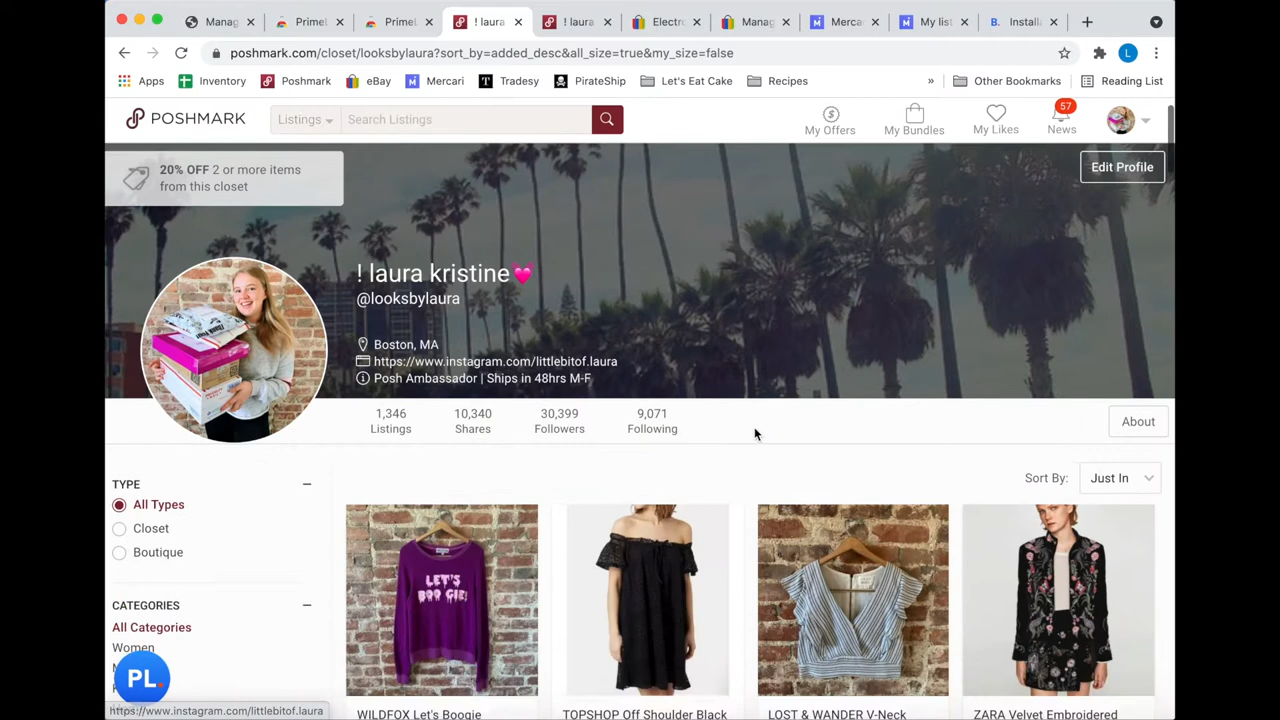 Manag
PrimeL
PrimeL
! laura
! laura
Electro
Manag
Mercar
My list
Installa
poshmark.com/closet/looksbylaura?sort_by=added_desc&all_size=true&my_size=false
L
Apps
Inventory
Poshmark
eBay
Mercari
Tradesy
PirateShip
Let's Eat Cake
Recipes
»
Other Bookmarks
Reading List
POSHMARK
Listings
Search Listings
My Offers
My Bundles
My Likes
57
News
20% OFF 2 or more items
from this closet
Edit Profile
! laura kristine💓
@looksbylaura
Boston, MA
https://www.instagram.com/littlebitof.laura
Posh Ambassador | Ships in 48hrs M-F
1,346
Listings
10,340
Shares
30,399
Followers
9,071
Following
About
Sort By:
Just In
TYPE
All Types
Closet
Boutique
CATEGORIES
All Categories
Women
PL.
https://www.instagram.com/littlebitof.laura
LET'S
BOO GIE!
WILDFOX Let's Boogie
TOPSHOP Off Shoulder Black
LOST & WANDER V-Neck
ZARA Velvet Embroidered